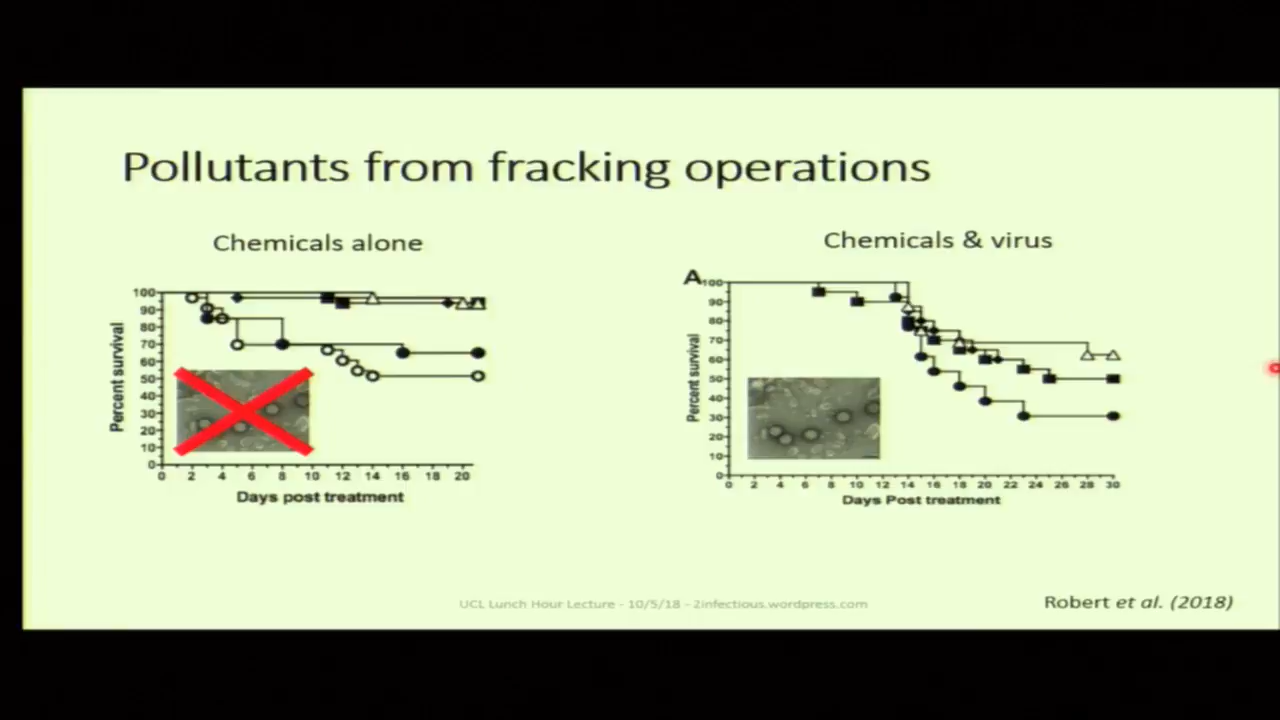 Pollutants from fracking operations
Chemicals alone
100
90
80
70
60
50
40
30
20
10
0
Percent survival
0 2 4 6 8 10 12 14 16 18 20
Days post treatment
Chemicals & virus
A
100
90
80
70
60
50
40
30
20
10
0
Percent survival
0 2 4 6 8 10 12 14 16 18 20 22 24 26 28 30
Days Post treatment
UCL Lunch Hour Lecture - 10/5/18 - 2infectious.wordpress.com
Robert et al. (2018)